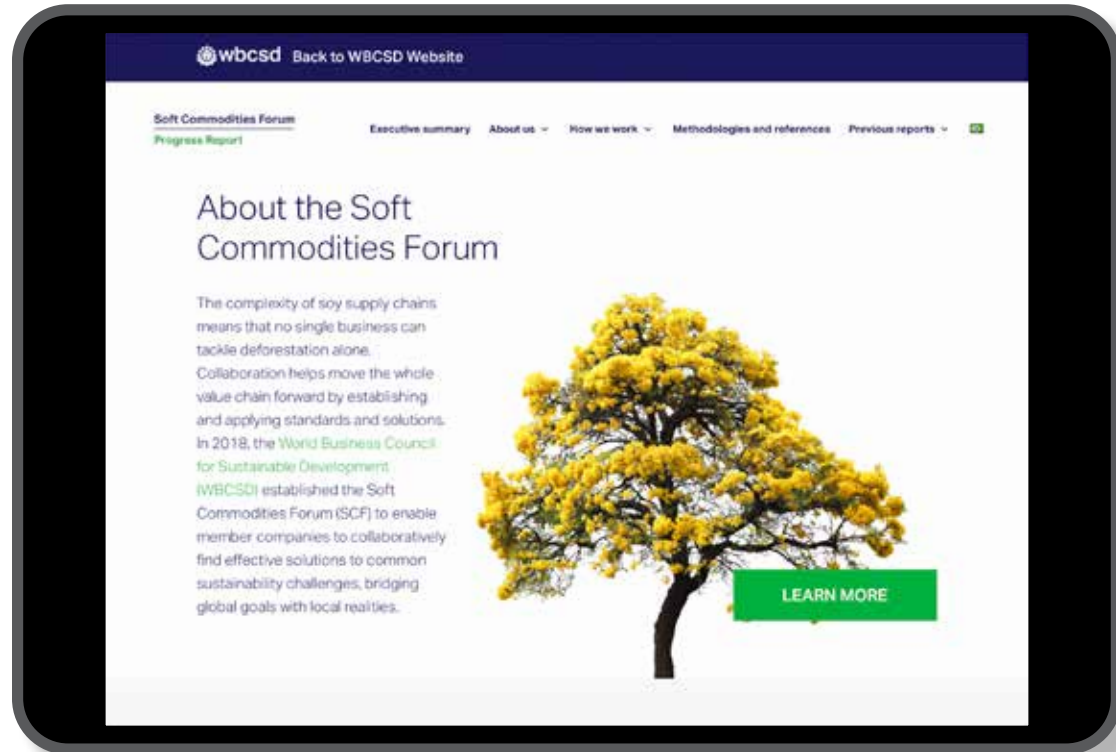 wbcsd Back to WBCSD Website
Soft Commodities Forum
Progress Report
Executive summary About us How we work Methodologies and references Previous reports
About the Soft
Commodities Forum
The complexity of soy supply chains
means that no single business can
tackle deforestation alone.
Collaboration helps move the whole
value chain forward by establishing
and applying standards and solutions.
In 2018, the World Business Council
for Sustainable Development
(WBCSD) established the Soft
Commodities Forum (SCF) to enable
member companies to collaboratively
find effective solutions to common
sustainability challenges, bridging
global goals with local realities.
LEARN MORE